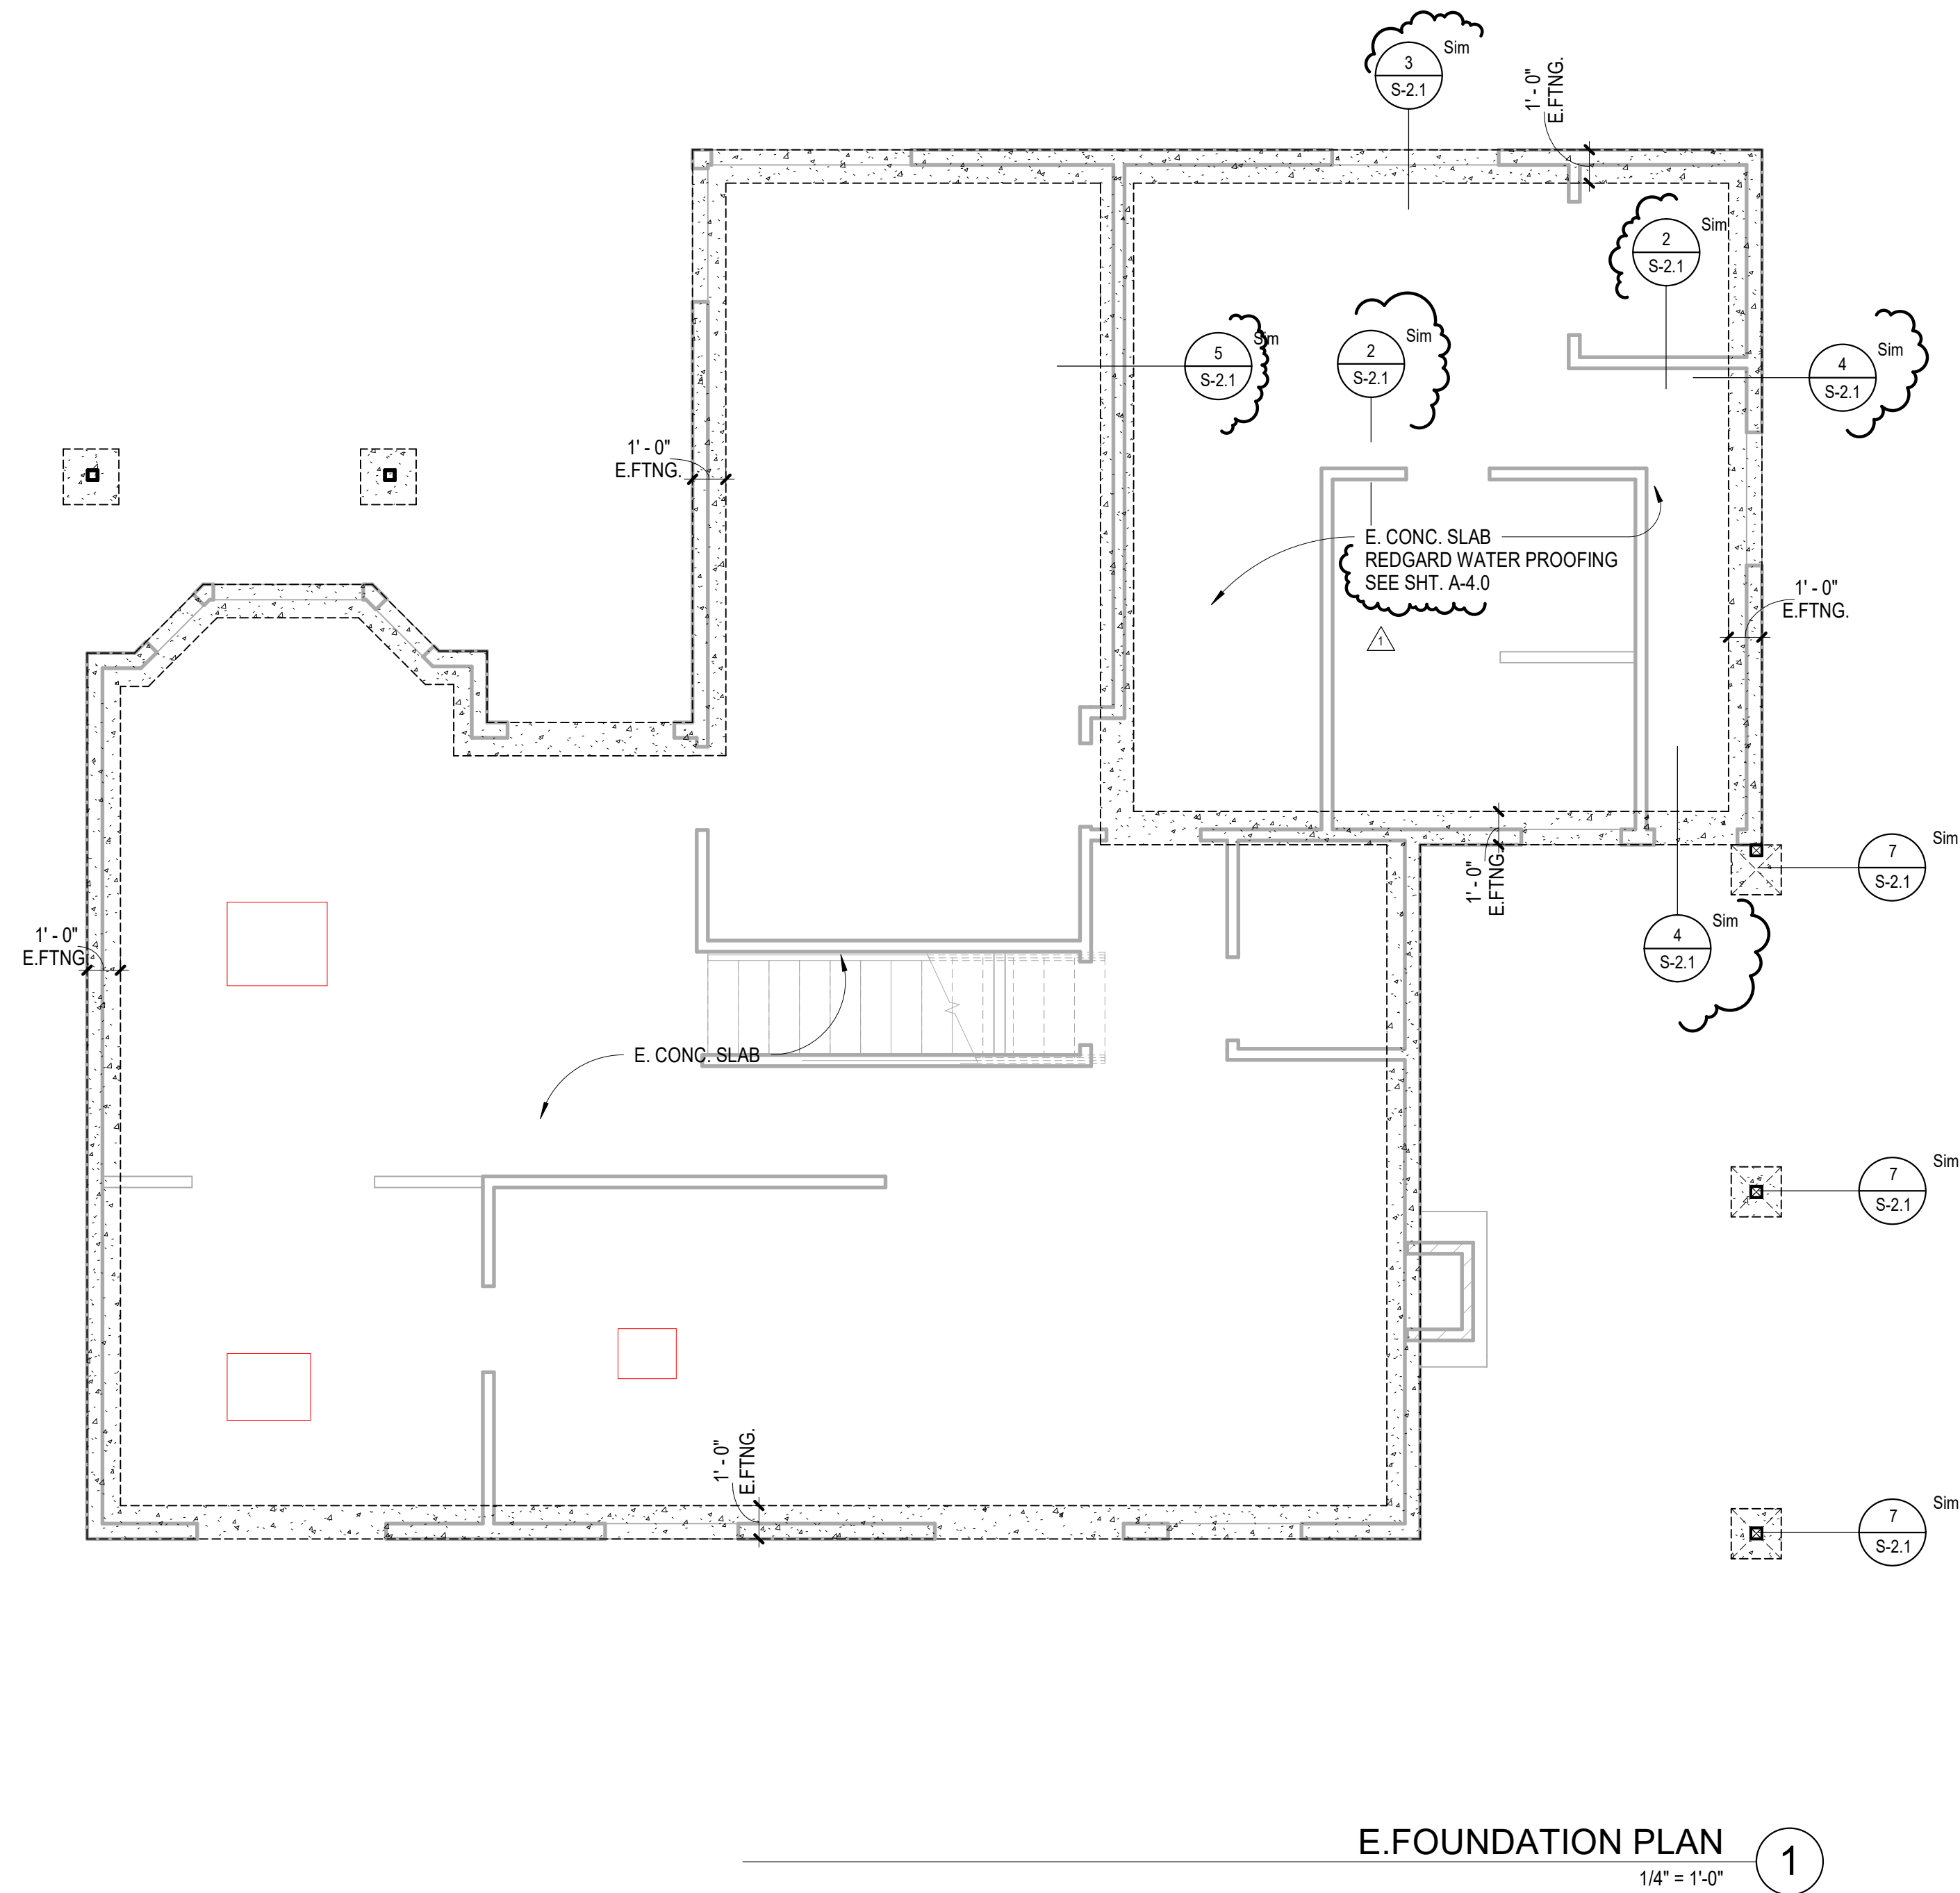 3
S-2.1
Sim
1' - 0"
E.FTNG.
2
S-2.1
Sim
5
S-2.1
Sim
2
S-2.1
Sim
4
S-2.1
Sim
1' - 0"
E.FTNG.
E. CONC. SLAB
REDGARD WATER PROOFING
SEE SHT. A-4.0
1
1' - 0"
E.FTNG.
7
S-2.1
Sim
1' - 0"
E.FTNG.
4
S-2.1
Sim
1' - 0"
E.FTNG.
E. CONC. SLAB
7
S-2.1
Sim
1' - 0"
E.FTNG.
7
S-2.1
Sim
E.FOUNDATION PLAN
1
1/4" = 1'-0"